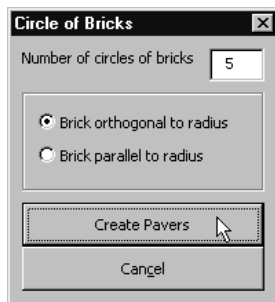 Circle of Bricks
Number of circles of bricks 5
Brick orthogonal to radius
Brick parallel to radius
Create Pavers
Cancel